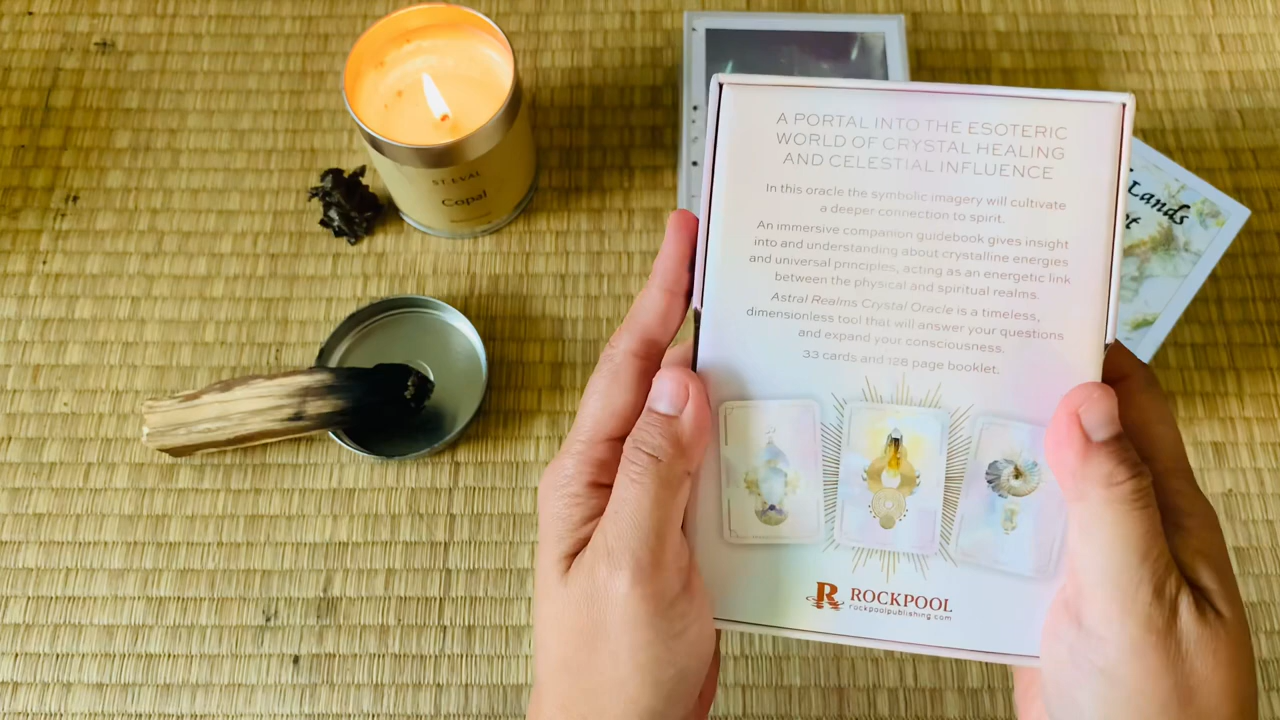 ST. EVAL
Copal
A PORTAL INTO THE ESOTERIC
WORLD OF CRYSTAL HEALING
AND CELESTIAL INFLUENCE
In this oracle the symbolic imagery will cultivate
a deeper connection to spirit.
An immersive companion guidebook gives insight
into and understanding about crystalline energies
and universal principles, acting as an energetic link
between the physical and spiritual realms.
Astral Realms Crystal Oracle is a timeless,
dimensionless tool that will answer your questions
and expand your consciousness.
33 cards and 128 page booklet.
R ROCKPOOL
rockpoolpublishing.com
Lands